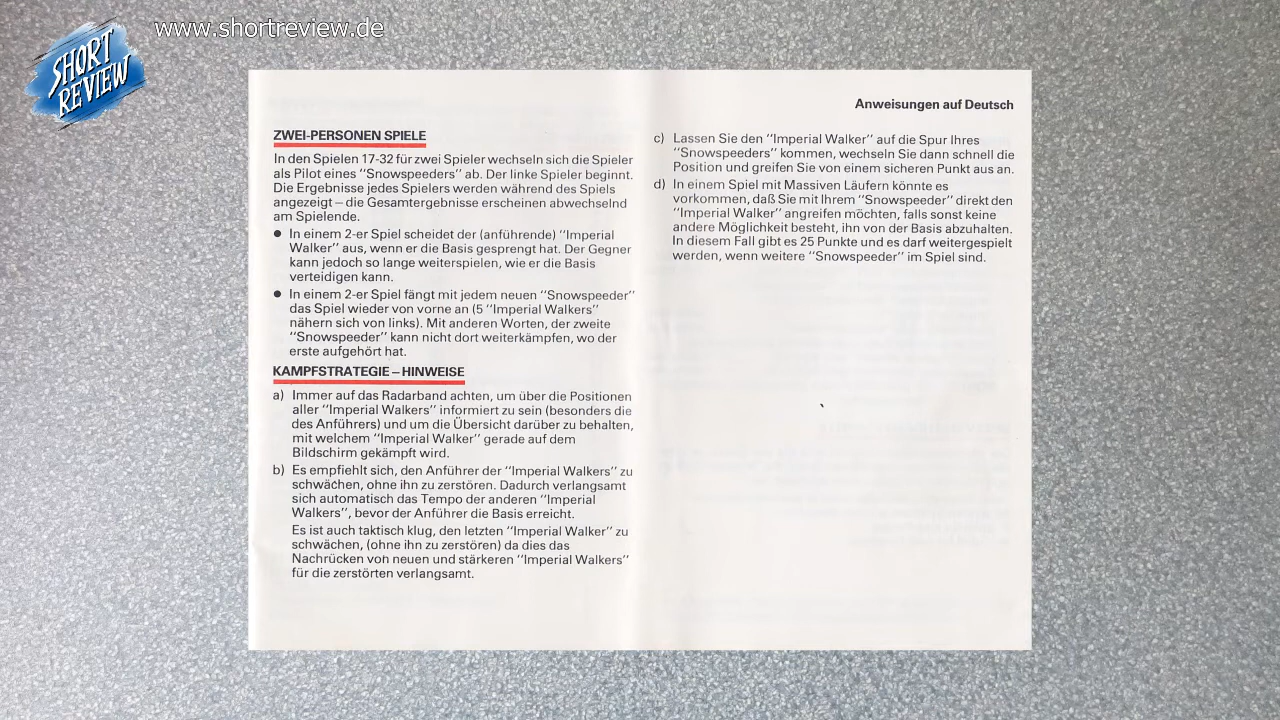 www.shortreview.de
SHORT
REVIEW
ZWEI-PERSONEN SPIELE
In den Spielen 17-32 für zwei Spieler wechseln sich die Spieler
als Pilot eines ''Snowspeeders'' ab. Der linke Spieler beginnt.
Die Ergebnisse jedes Spielers werden während des Spiels
angezeigt – die Gesamtergebnisse erscheinen abwechselnd
am Spielende.
● In einem 2-er Spiel scheidet der (anführende) ''Imperial
Walker'' aus, wenn er die Basis gesprengt hat. Der Gegner
kann jedoch so lange weiterspielen, wie er die Basis
verteidigen kann.
● In einem 2-er Spiel fängt mit jedem neuen ''Snowspeeder''
das Spiel wieder von vorne an (5 ''Imperial Walkers''
nähern sich von links). Mit anderen Worten, der zweite
''Snowspeeder'' kann nicht dort weiterkämpfen, wo der
erste aufgehört hat.
KAMPFSTRATEGIE – HINWEISE
a) Immer auf das Radarband achten, um über die Positionen
aller ''Imperial Walkers'' informiert zu sein (besonders die
des Anführers) und um die Übersicht darüber zu behalten,
mit welchem ''Imperial Walker'' gerade auf dem
Bildschirm gekämpft wird.
b) Es empfiehlt sich, den Anführer der ''Imperial Walkers'' zu
schwächen, ohne ihn zu zerstören. Dadurch verlangsamt
sich automatisch das Tempo der anderen ''Imperial
Walkers'', bevor der Anführer die Basis erreicht.
Es ist auch taktisch klug, den letzten ''Imperial Walker'' zu
schwächen, (ohne ihn zu zerstören) da dies das
Nachrücken von neuen und stärkeren ''Imperial Walkers''
für die zerstörten verlangsamt.
Anweisungen auf Deutsch
c) Lassen Sie den ''Imperial Walker'' auf die Spur Ihres
''Snowspeeders'' kommen, wechseln Sie dann schnell die
Position und greifen Sie von einem sicheren Punkt aus an.
d) In einem Spiel mit Massiven Läufern könnte es
vorkommen, daß Sie mit Ihrem ''Snowspeeder'' direkt den
''Imperial Walker'' angreifen möchten, falls sonst keine
andere Möglichkeit besteht, ihn von der Basis abzuhalten.
In diesem Fall gibt es 25 Punkte und es darf weitergespielt
werden, wenn weitere ''Snowspeeder'' im Spiel sind.